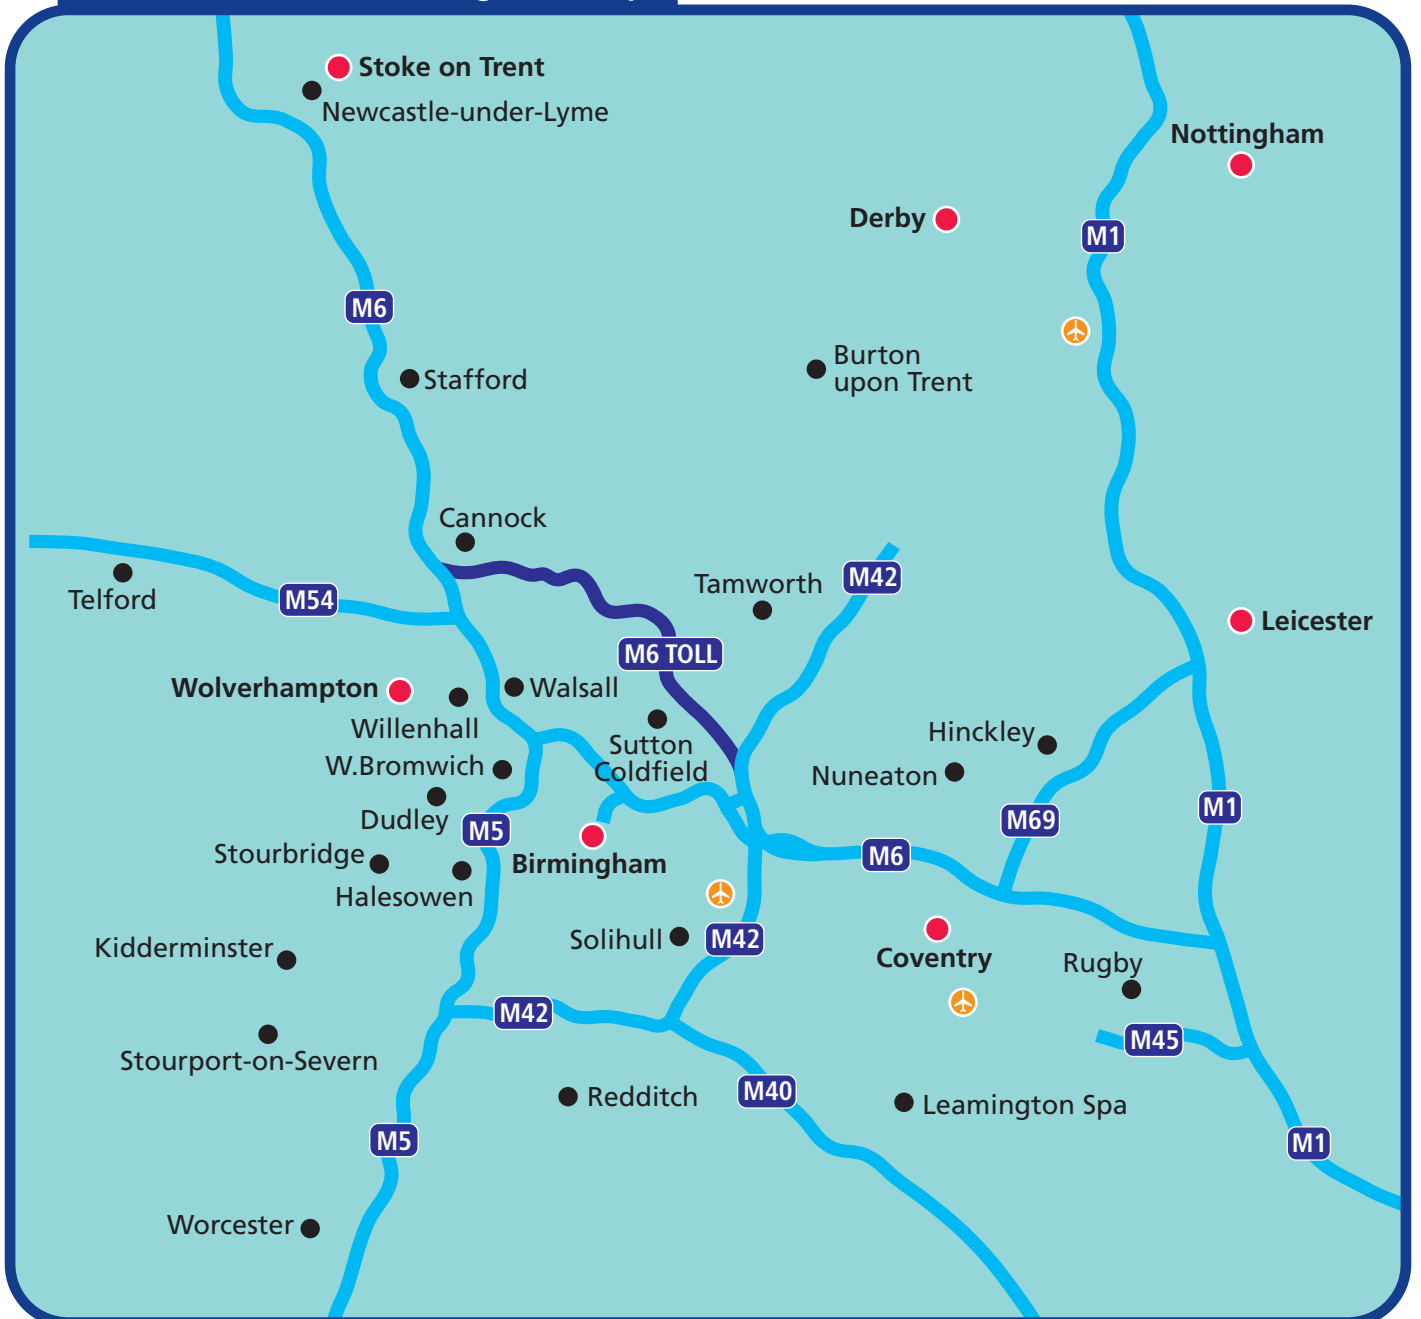 Stoke on Trent
Newcastle-under-Lyme
Nottingham
Derby
M1
M6
Burton
upon Trent
Stafford
Cannock
Tamworth
M42
Telford
M54
Leicester
M6 TOLL
Wolverhampton
Walsall
Willenhall
Sutton
Coldfield
Hinckley
W.Bromwich
Nuneaton
M1
Dudley
M5
M69
Stourbridge
Birmingham
M6
Halesowen
Solihull
M42
Kidderminster
Coventry
Rugby
M42
M45
Stourport-on-Severn
Redditch
M40
Leamington Spa
M5
M1
Worcester